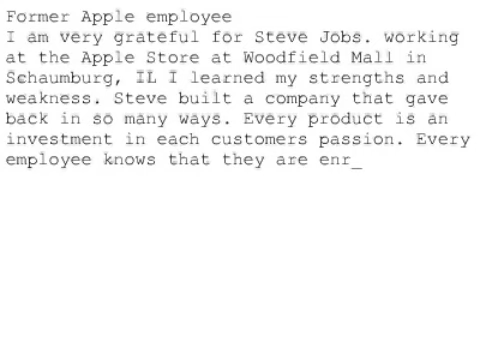 Former Apple employee
I am very grateful for Steve Jobs. working
at the Apple Store at Woodfield Mall in
Schaumburg, IL I learned my strengths and
weakness. Steve built a company that gave
back in so many ways. Every product is an
investment in each customers passion. Every
employee knows that they are enr_